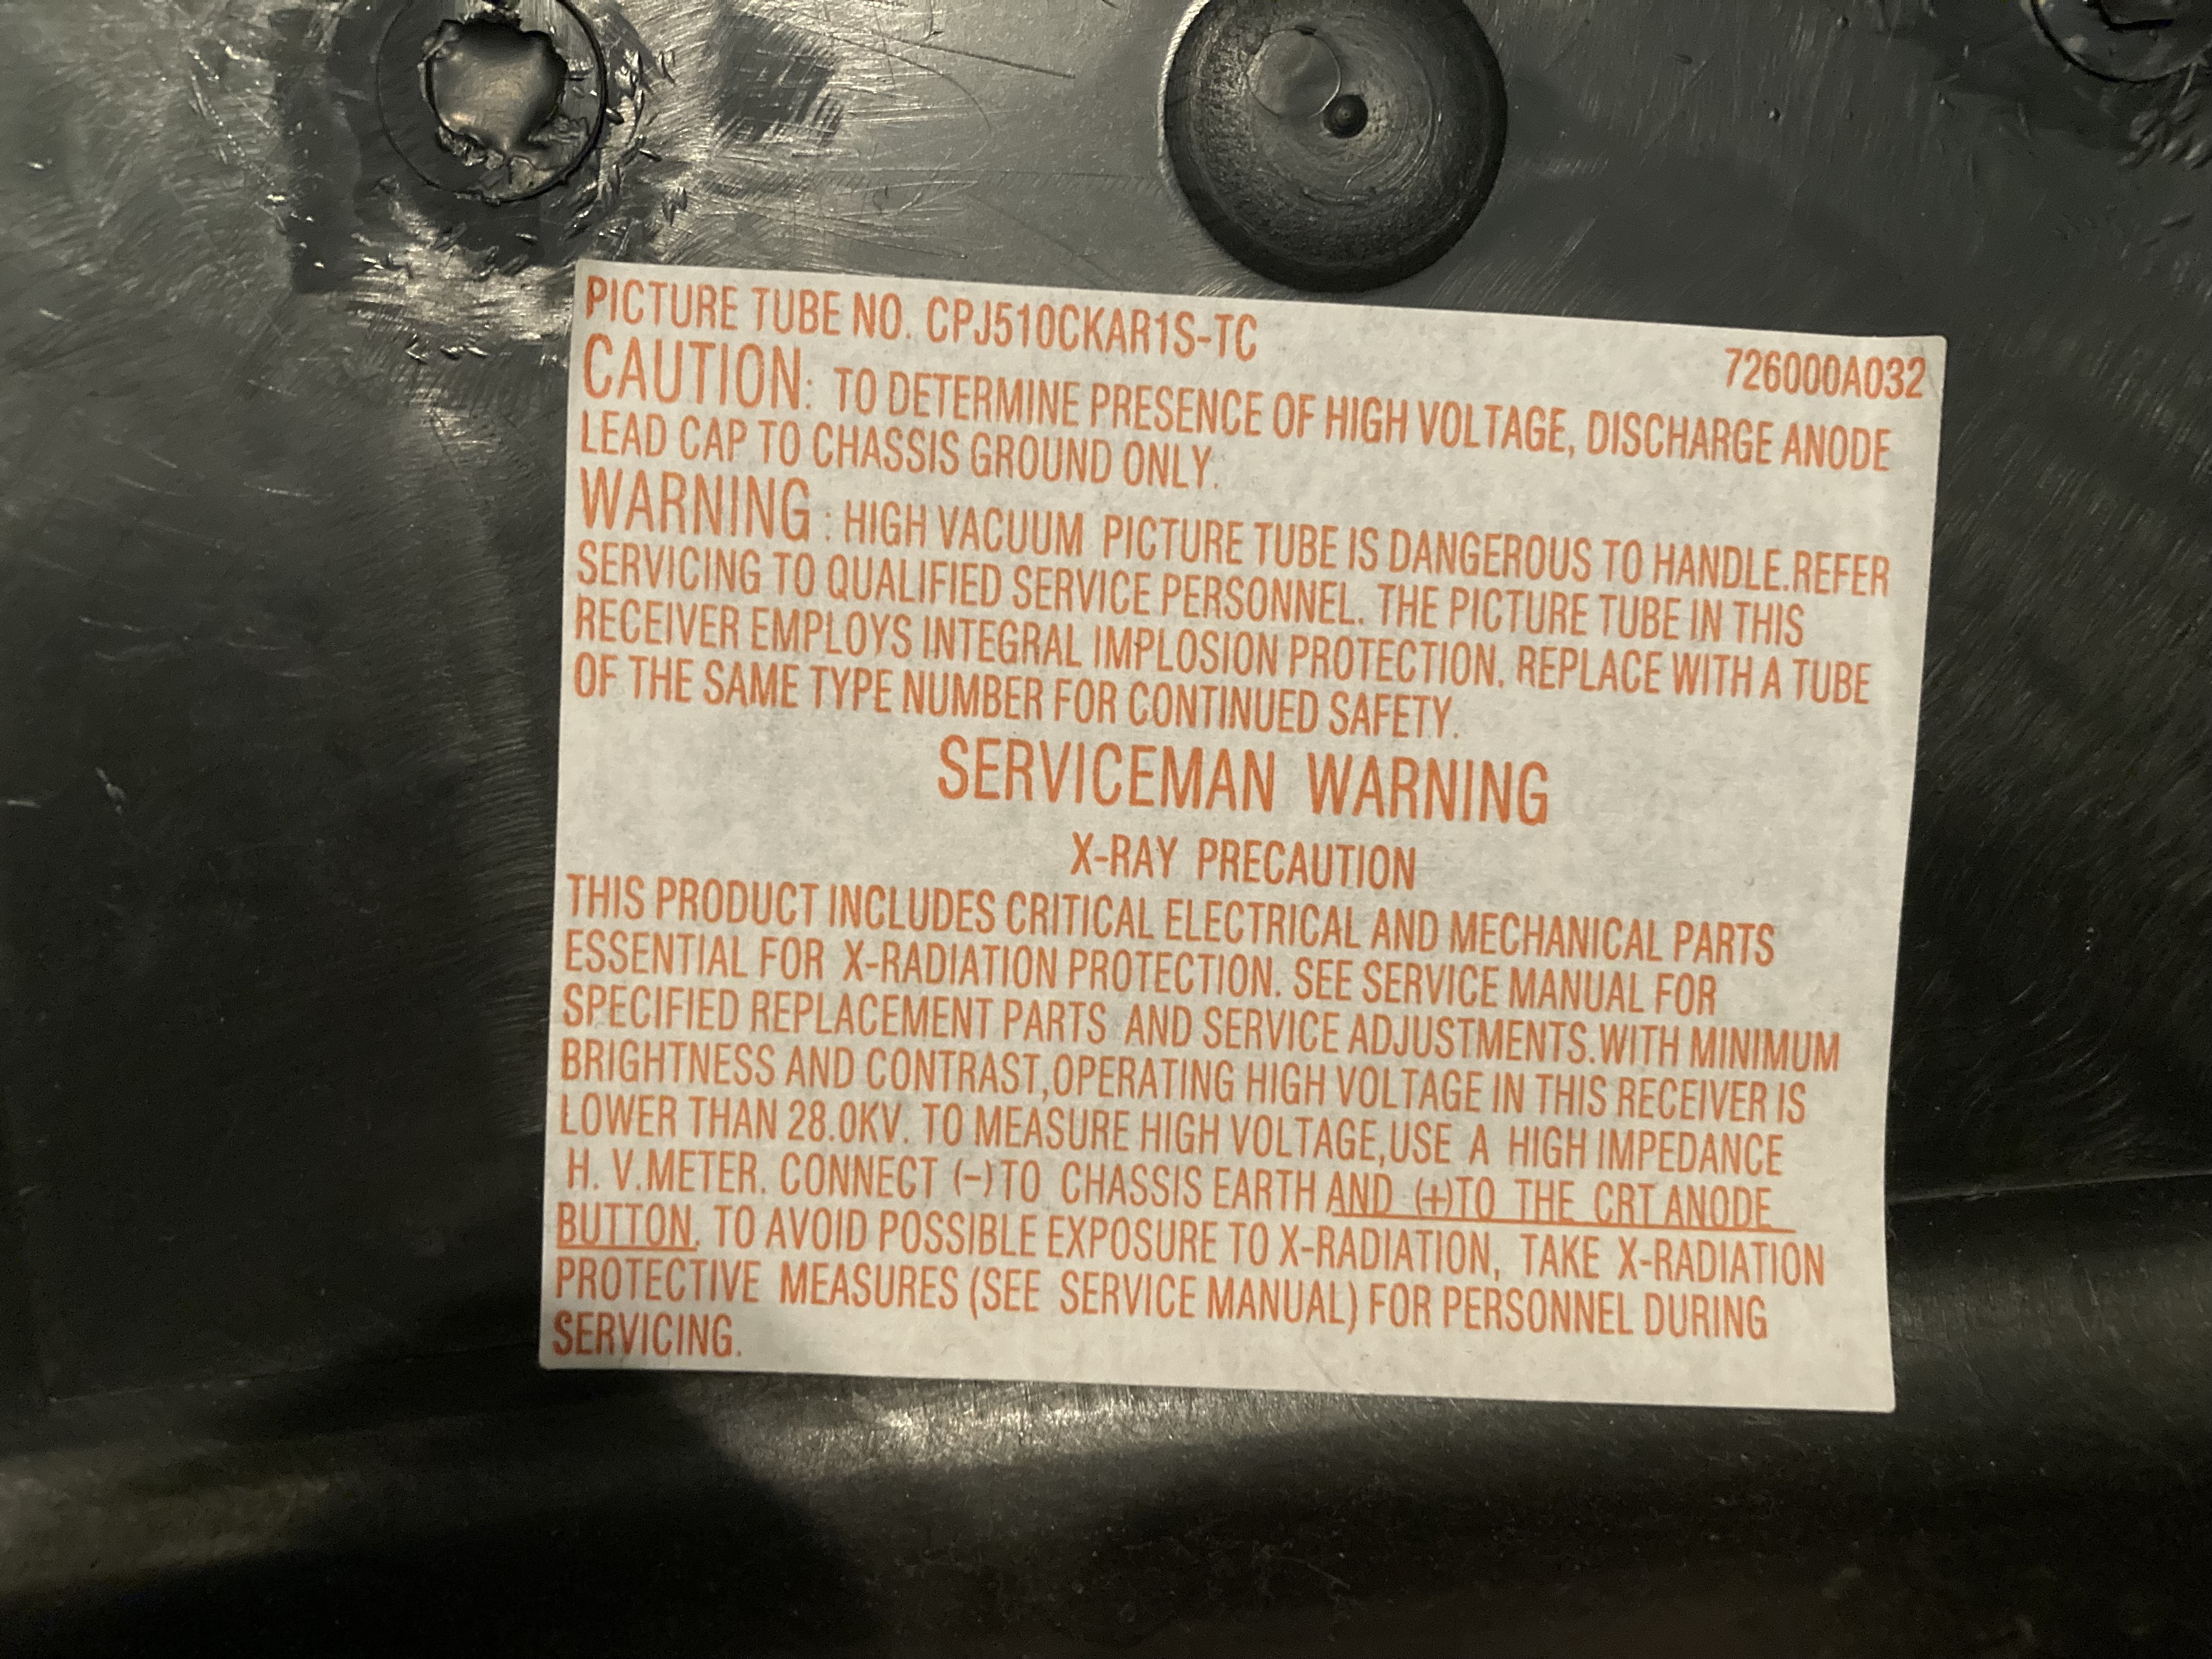 PICTURE TUBE NO. CPJ510CKAR1S-TC
726000A032
CAUTION: TO DETERMINE PRESENCE OF HIGH VOLTAGE, DISCHARGE ANODE
LEAD CAP TO CHASSIS GROUND ONLY.
WARNING : HIGH VACUUM PICTURE TUBE IS DANGEROUS TO HANDLE.REFER
SERVICING TO QUALIFIED SERVICE PERSONNEL. THE PICTURE TUBE IN THIS
RECEIVER EMPLOYS INTEGRAL IMPLOSION PROTECTION. REPLACE WITH A TUBE
OF THE SAME TYPE NUMBER FOR CONTINUED SAFETY.
SERVICEMAN WARNING
X-RAY PRECAUTION
THIS PRODUCT INCLUDES CRITICAL ELECTRICAL AND MECHANICAL PARTS
ESSENTIAL FOR X-RADIATION PROTECTION. SEE SERVICE MANUAL FOR
SPECIFIED REPLACEMENT PARTS AND SERVICE ADJUSTMENTS.WITH MINIMUM
BRIGHTNESS AND CONTRAST,OPERATING HIGH VOLTAGE IN THIS RECEIVER IS
LOWER THAN 28.0KV. TO MEASURE HIGH VOLTAGE,USE A HIGH IMPEDANCE
H. V.METER. CONNECT (-)TO CHASSIS EARTH AND (+)TO THE CRT ANODE
BUTTON. TO AVOID POSSIBLE EXPOSURE TO X-RADIATION, TAKE X-RADIATION
PROTECTIVE MEASURES (SEE SERVICE MANUAL) FOR PERSONNEL DURING
SERVICING.